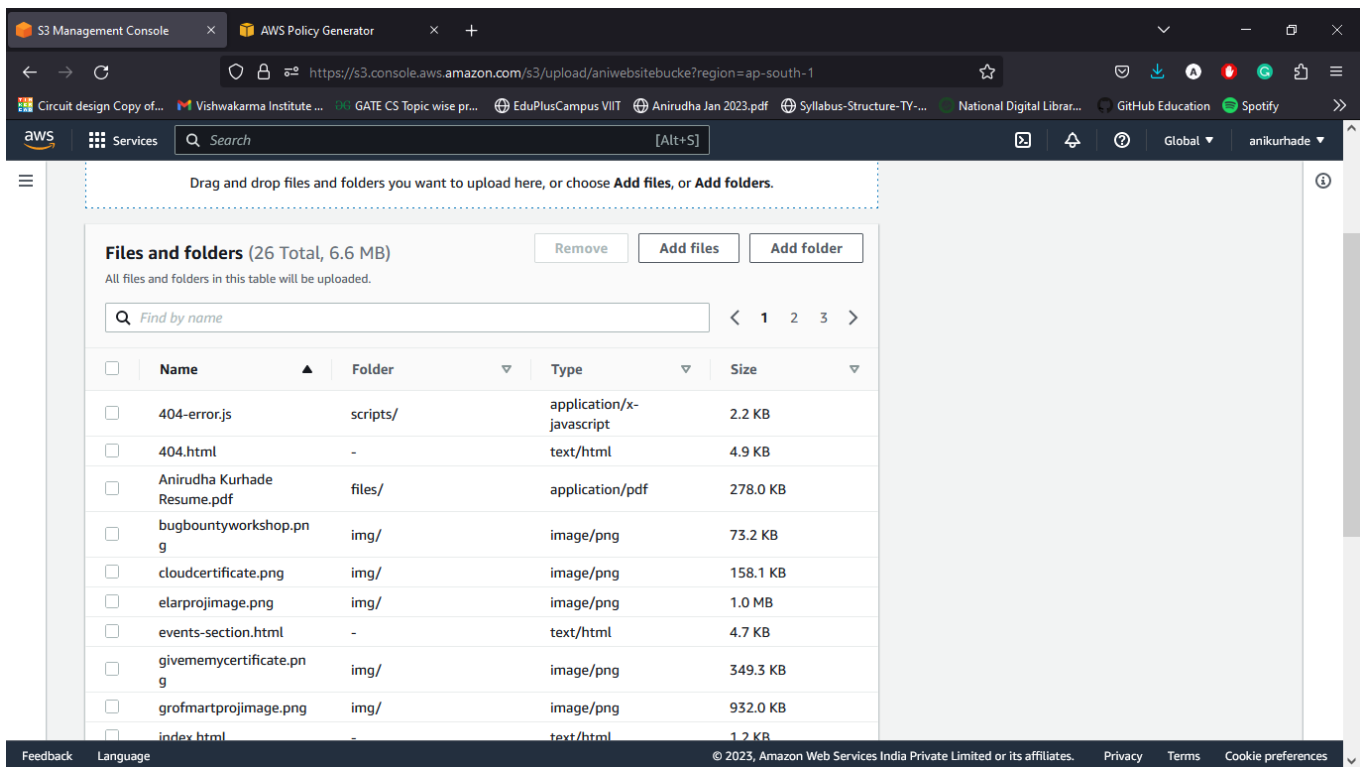 S3 Management Console
AWS Policy Generator
https://s3.console.aws.amazon.com/s3/upload/aniwebsitebucke?region=ap-south-1
Circuit design Copy of... Vishwakarma Institute ... GATE CS Topic wise pr... EduPlusCampus VIIT Anirudha Jan 2023.pdf Syllabus-Structure-TY-... National Digital Librar... GitHub Education Spotify
aws Services Search [Alt+S] Global anikurhade
Drag and drop files and folders you want to upload here, or choose Add files, or Add folders.
Files and folders (26 Total, 6.6 MB) Remove Add files Add folder
All files and folders in this table will be uploaded.
Find by name 1 2 3
Name Folder Type Size
404-error.js scripts/ application/x-
javascript 2.2 KB
404.html - text/html 4.9 KB
Anirudha Kurhade
Resume.pdf files/ application/pdf 278.0 KB
bugbountyworkshop.pn
g img/ image/png 73.2 KB
cloudcertificate.png img/ image/png 158.1 KB
elarprojimage.png img/ image/png 1.0 MB
events-section.html - text/html 4.7 KB
givememycertificate.pn
g img/ image/png 349.3 KB
grofmartprojimage.png img/ image/png 932.0 KB
index.html - text/html 1.2 KB
Feedback Language © 2023, Amazon Web Services India Private Limited or its affiliates. Privacy Terms Cookie preferences